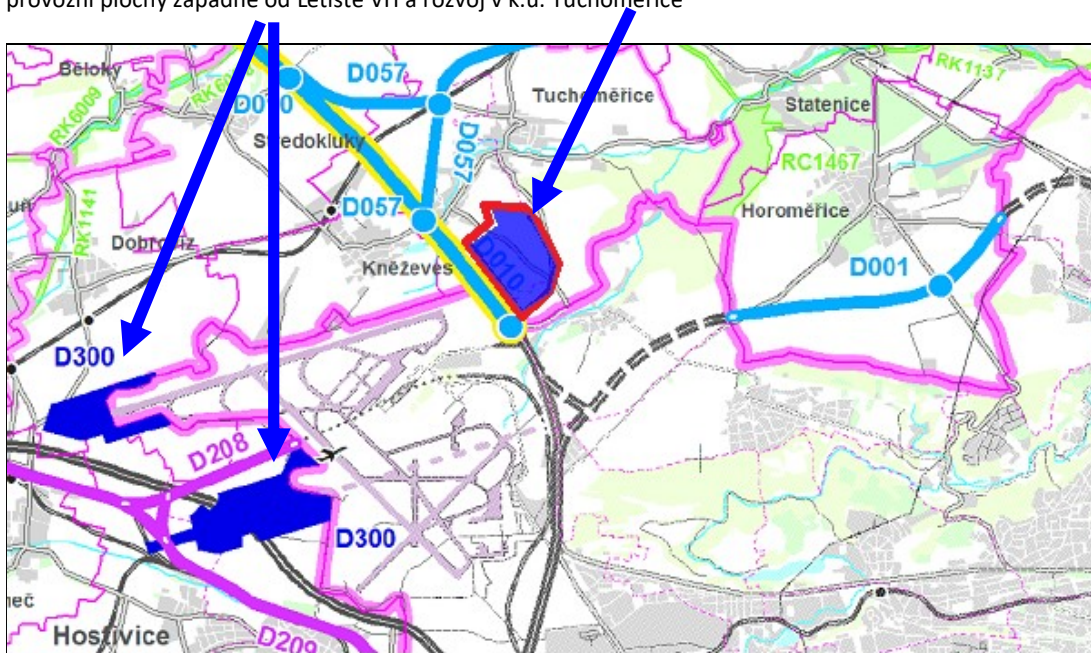 provozní plochy západně od Letiště VH a rozvoj v k.ú. Tuchoměřice
Běloky
D057
RK1137
Tuchoměřice
Statenice
RK6009
D010
Středokluky
D057
RC1467
RK1141
D057
Horoměřice
Dobrovíz
Kněževes
D010
D001
D300
D208
D300
Hostivice
D209